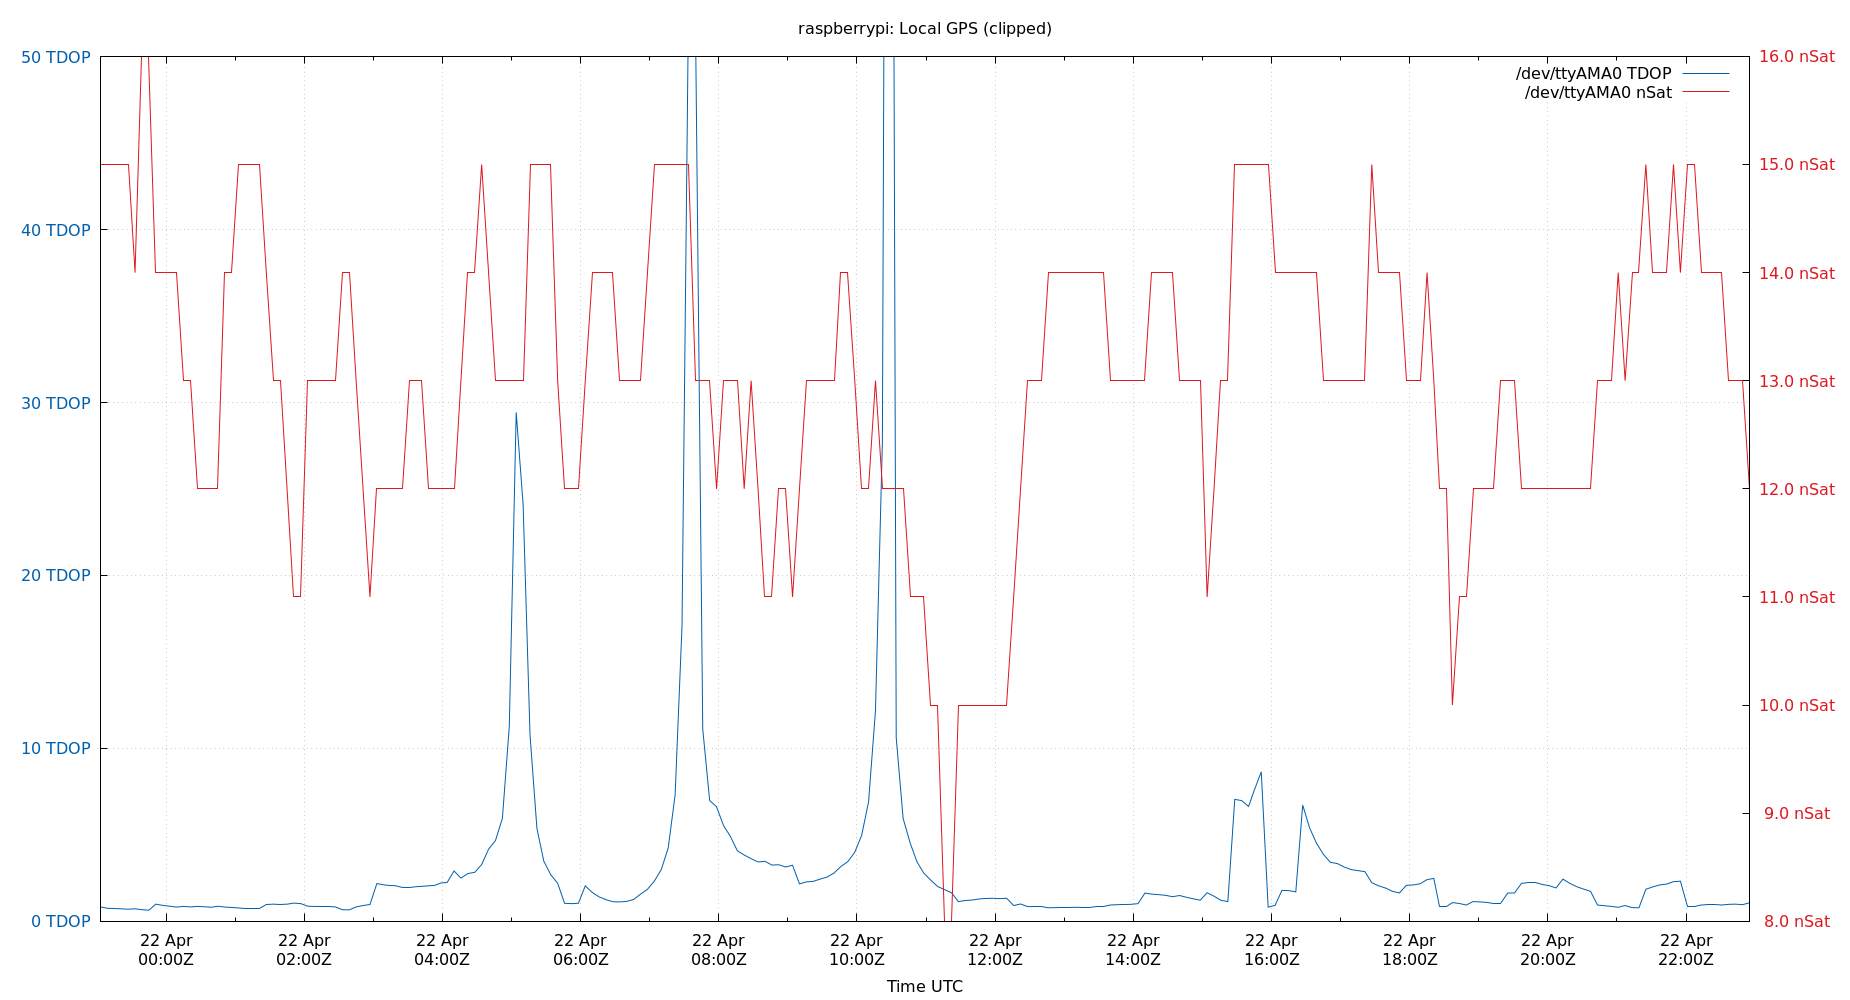 raspberrypi: Local GPS (clipped)
50 TDOP
40 TDOP
30 TDOP
20 TDOP
10 TDOP
0 TDOP
/dev/ttyAMA0 TDOP
/dev/ttyAMA0 nSat
16.0 nSat
15.0 nSat
14.0 nSat
13.0 nSat
12.0 nSat
11.0 nSat
10.0 nSat
9.0 nSat
8.0 nSat
22 Apr 22 Apr 22 Apr 22 Apr 22 Apr 22 Apr 22 Apr 22 Apr 22 Apr 22 Apr 22 Apr 22 Apr
00:00Z 02:00Z 04:00Z 06:00Z 08:00Z 10:00Z 12:00Z 14:00Z 16:00Z 18:00Z 20:00Z 22:00Z
Time UTC